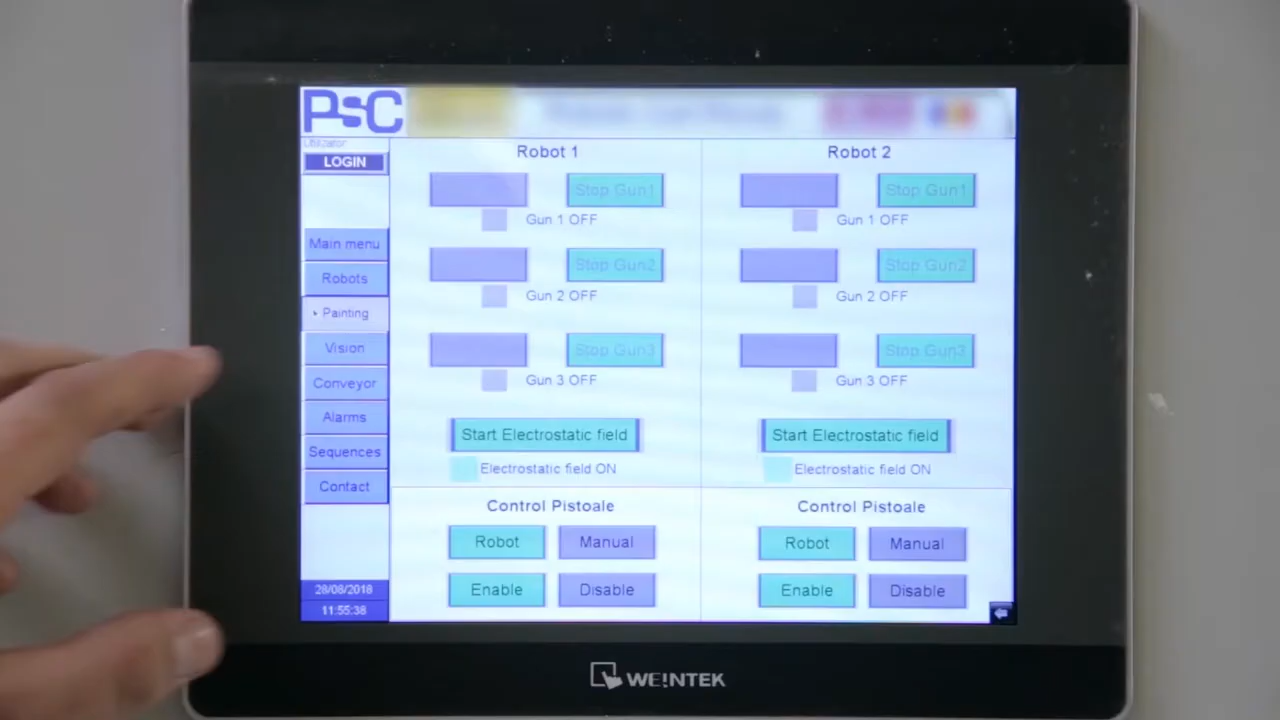 PSC
Utilizator
LOGIN
Main menu
Robots
Painting
Vision
Conveyor
Alarms
Sequences
Contact
28/08/2018
11:55:38
Robot 1
Stop Gun1
Gun 1 OFF
Stop Gun2
Gun 2 OFF
Stop Gun3
Gun 3 OFF
Start Electrostatic field
Electrostatic field ON
Control Pistoale
Robot Manual
Enable Disable
Robot 2
Stop Gun1
Gun 1 OFF
Stop Gun2
Gun 2 OFF
Stop Gun3
Gun 3 OFF
Start Electrostatic field
Electrostatic field ON
Control Pistoale
Robot Manual
Enable Disable
WE!NTEK